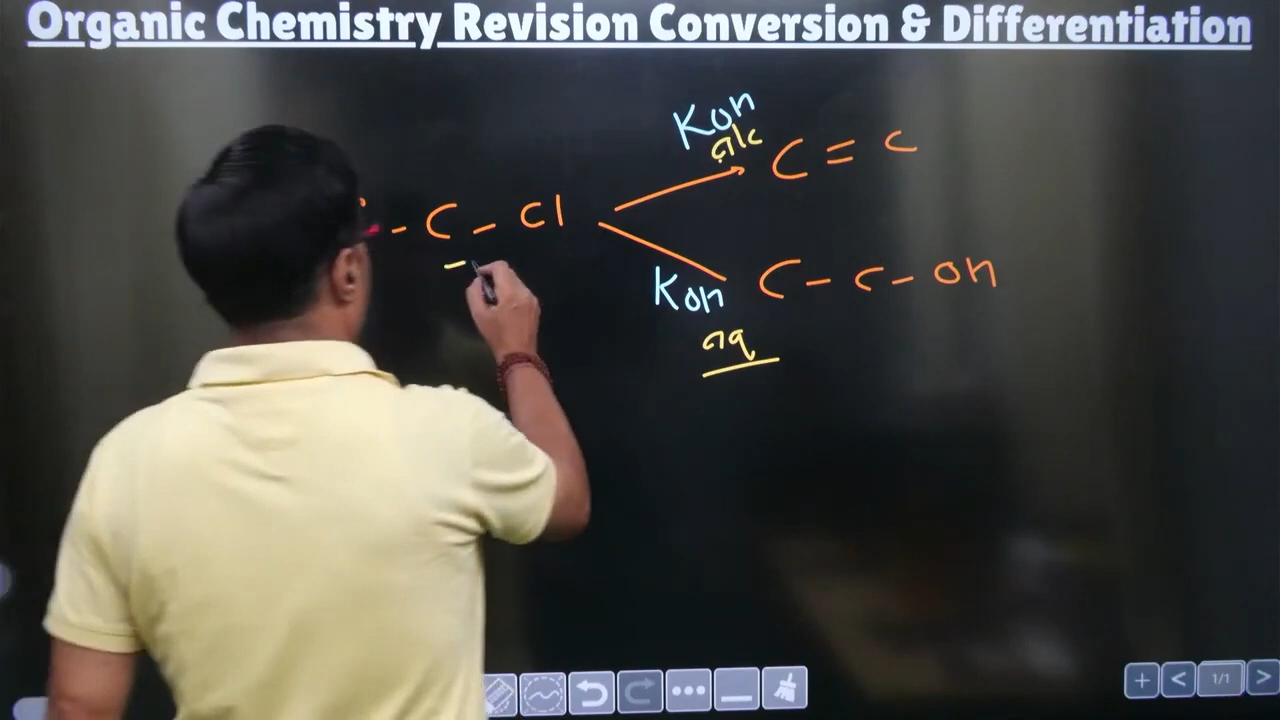 Organic Chemistry Revision Conversion & Differentiation
KOH
alc
C = C
- C - Cl
KOH
C - C - OH
aq
1/1